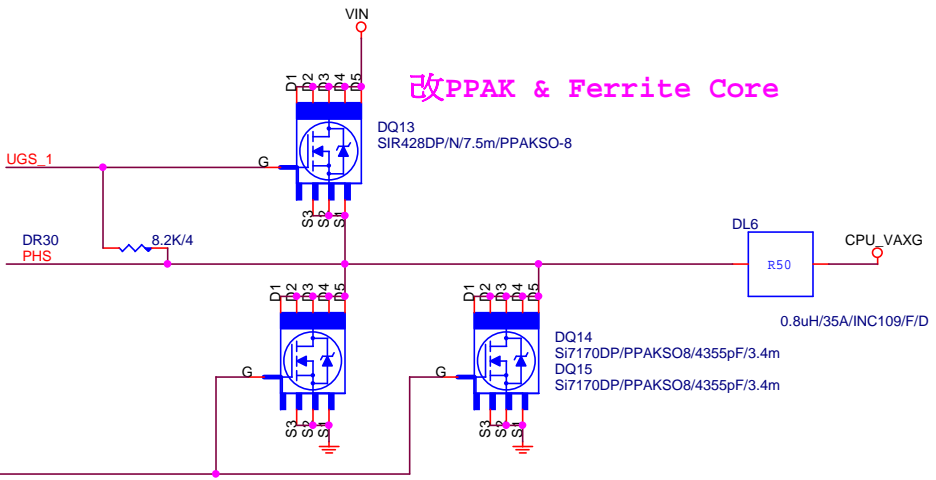 VIN
D1 D2 D3 D4 D5
改PPAK & Ferrite Core
DQ13
SIR428DP/N/7.5m/PPAKSO-8
UGS_1
G
S3 S2 S1
DR30
8.2K/4
PHS
DL6
R50
CPU_VAXG
0.8uH/35A/INC109/F/D
D1 D2 D3 D4 D5
D1 D2 D3 D4 D5
DQ14
Si7170DP/PPAKSO8/4355pF/3.4m
DQ15
Si7170DP/PPAKSO8/4355pF/3.4m
G
G
S3 S2 S1
S3 S2 S1